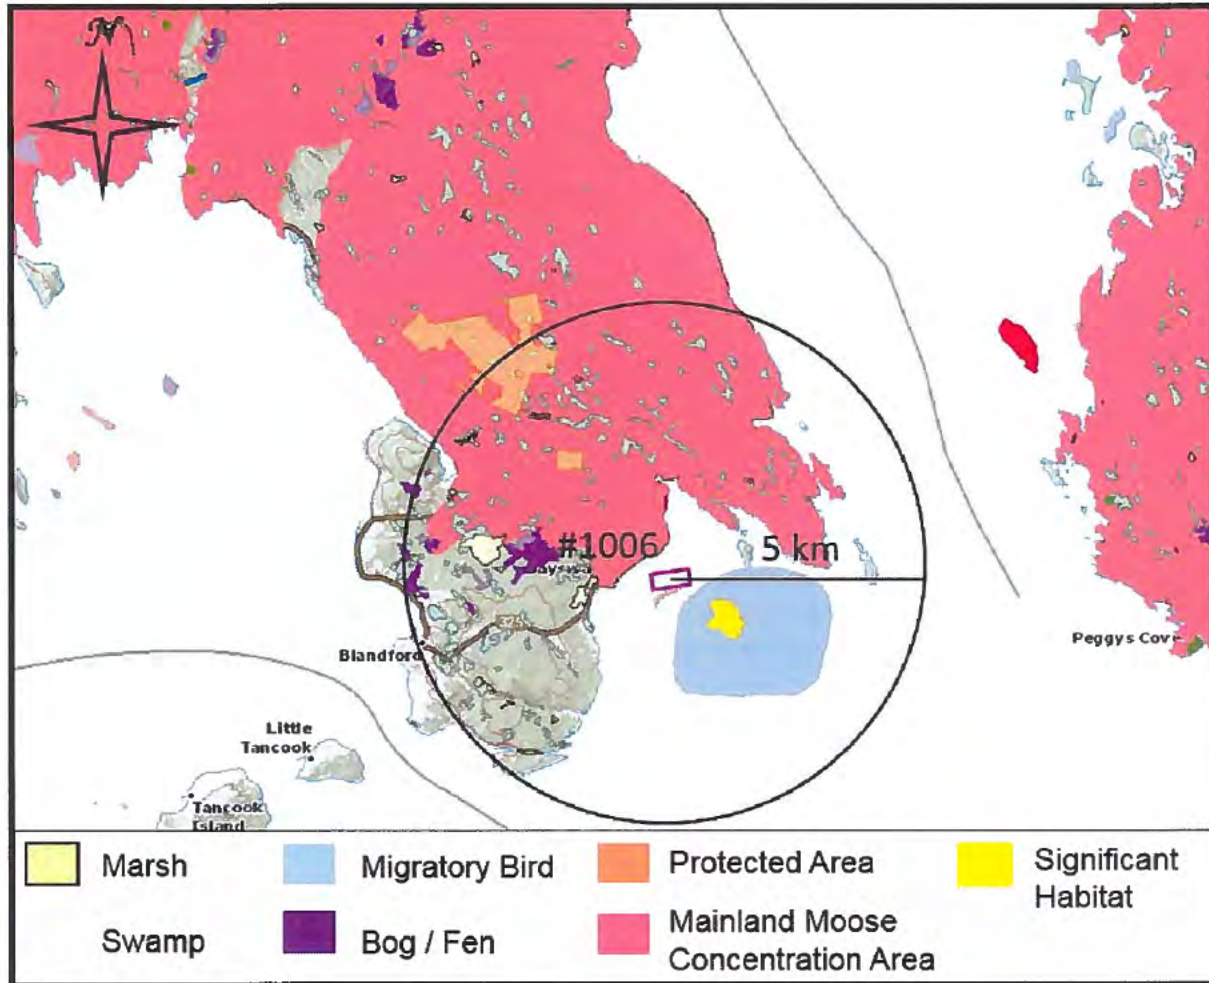 #1006
5 km
325
Blandford
Peggys Cove
Little
Tancook
Tancook
Island
Marsh
Migratory Bird
Protected Area
Significant
Habitat
Swamp
Bog / Fen
Mainland Moose
Concentration Area